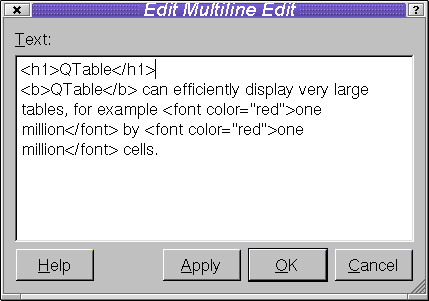 Edit Multiline Edit
Text:
<h1>QTable</h1>
<b>QTable</b> can efficiently display very large
tables, for example <font color="red">one
million</font> by <font color="red">one
million</font> cells.
Help Apply OK Cancel